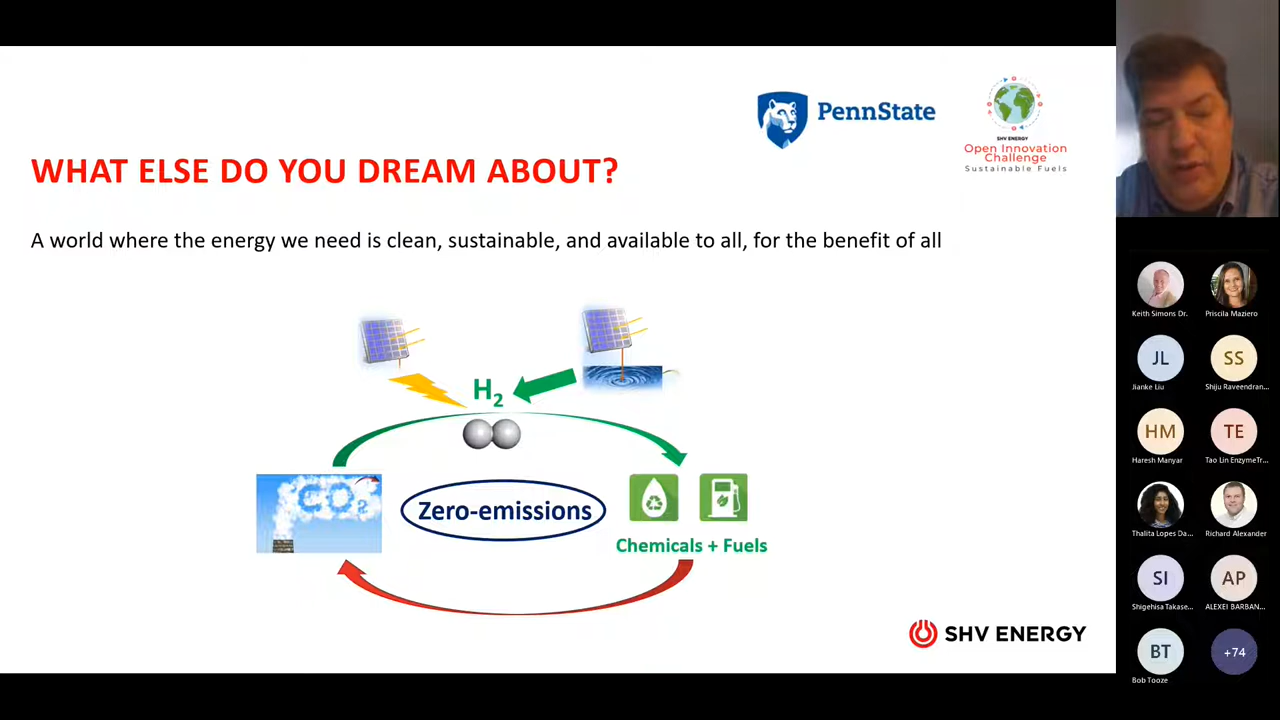 PennState
SHV ENERGY
Open Innovation
Challenge
Sustainable Fuels
WHAT ELSE DO YOU DREAM ABOUT?
A world where the energy we need is clean, sustainable, and available to all, for the benefit of all
H2
CO2
Zero-emissions
Chemicals + Fuels
SHV ENERGY
Keith Simons Dr.
Priscila Maziero
JL
Jianke Liu
SS
Shiju Raveendran...
HM
Haresh Manyar
TE
Tao Lin EnzymeTr...
Thalita Lopes Da...
Richard Alexander
SI
Shigehisa Takase...
AP
ALEXEI BARBAN...
BT
Bob Tooze
+74